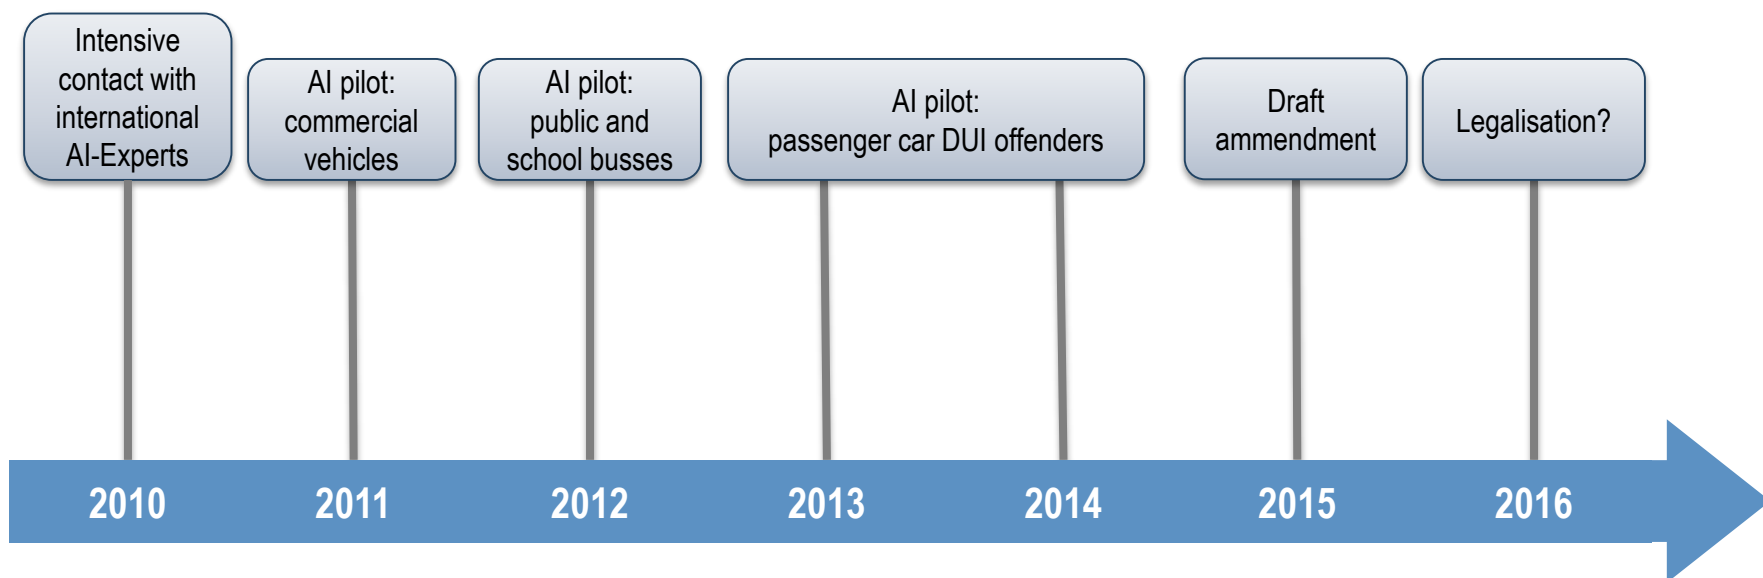 Intensive
contact with
international
AI-Experts
AI pilot:
commercial
vehicles
AI pilot:
public and
school busses
AI pilot:
passenger car DUI offenders
Draft
ammendment
Legalisation?
2010
2011
2012
2013
2014
2015
2016